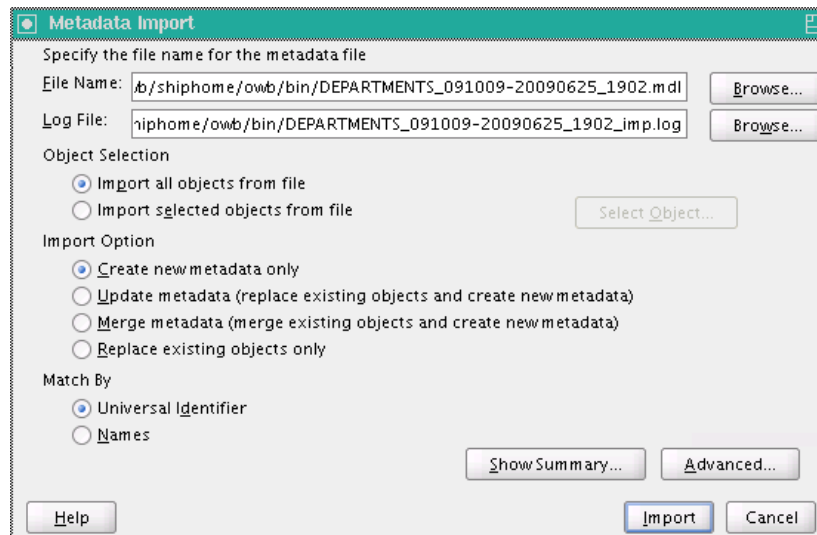 Metadata Import
Specify the file name for the metadata file
File Name: /b/shiphome/owb/bin/DEPARTMENTS_091009-20090625_1902.mdl Browse...
Log File: hiphome/owb/bin/DEPARTMENTS_091009-20090625_1902_imp.log Browse...
Object Selection
Import all objects from file
Import selected objects from file Select Object...
Import Option
Create new metadata only
Update metadata (replace existing objects and create new metadata)
Merge metadata (merge existing objects and create new metadata)
Replace existing objects only
Match By
Universal Identifier
Names
Show Summary... Advanced...
Help Import Cancel